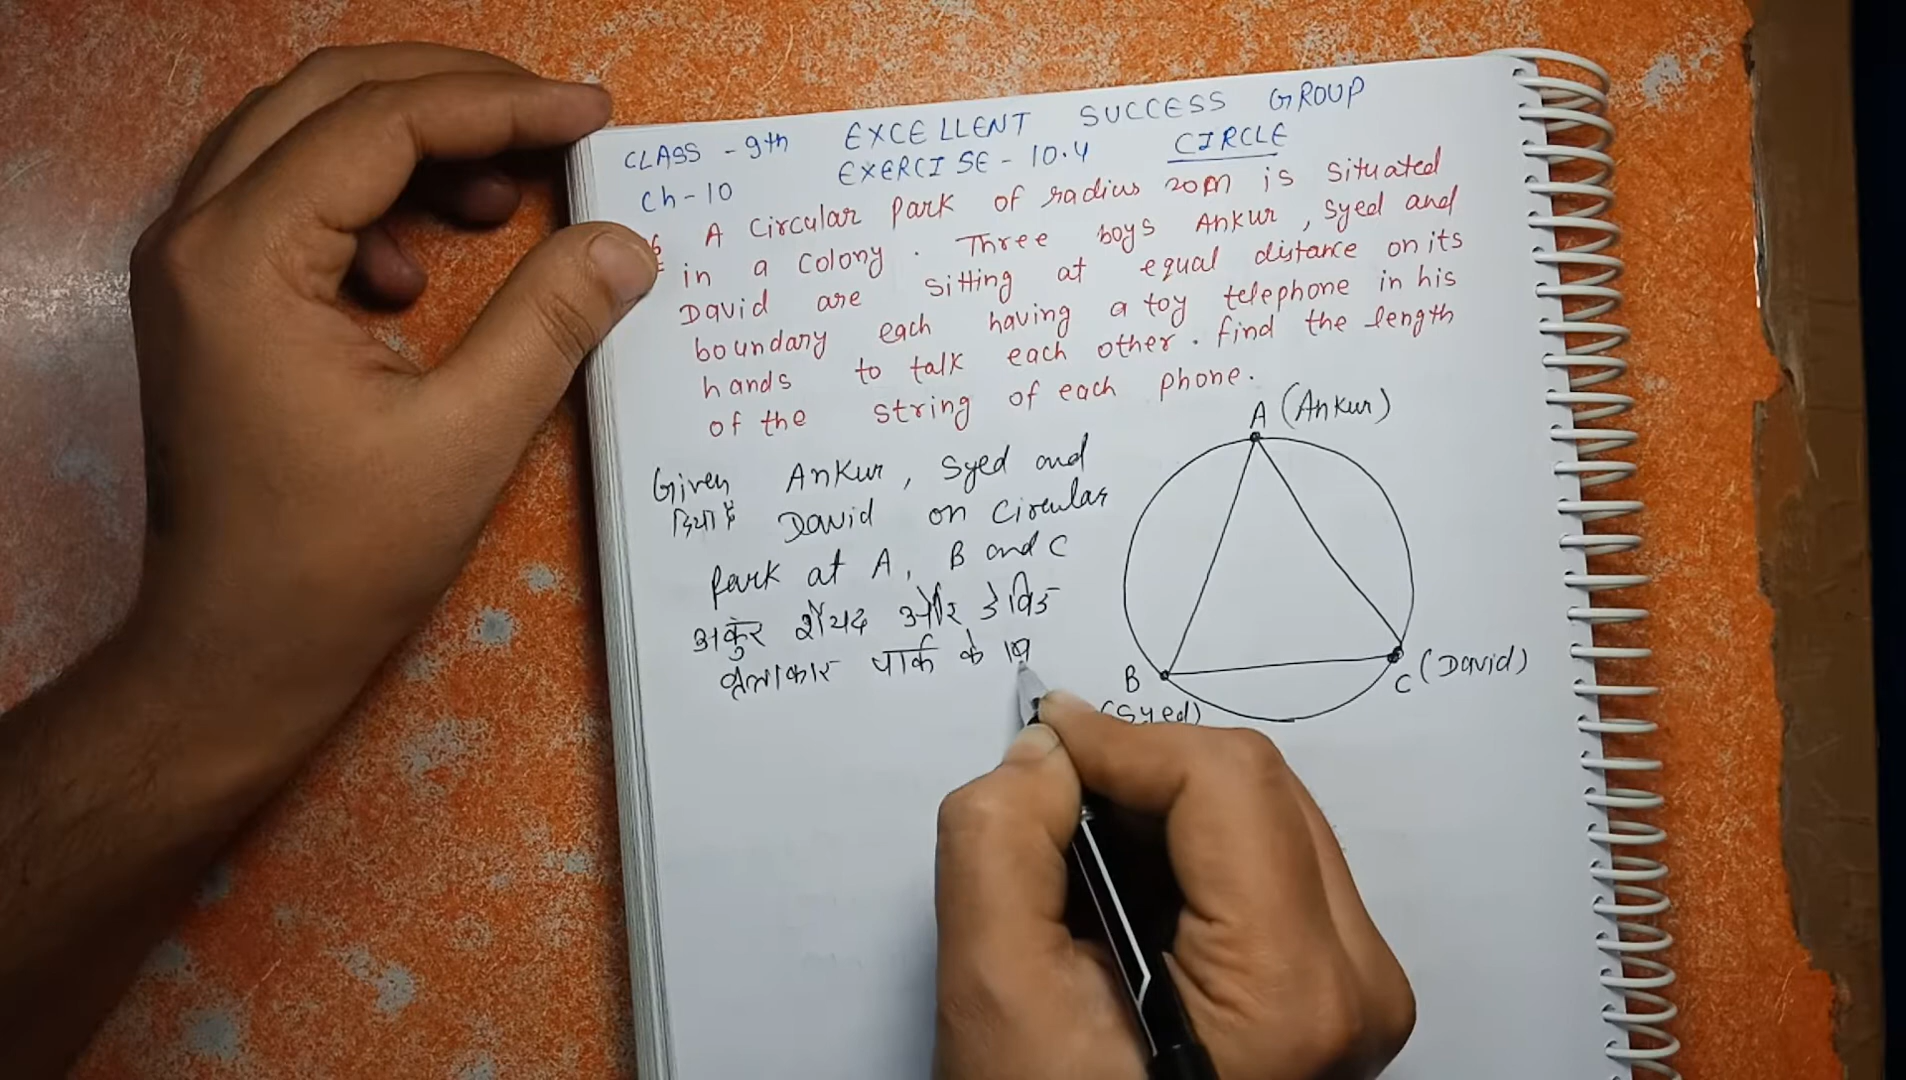 CLASS - 9th EXCELLENT SUCCESS GROUP
Ch-10 EXERCISE - 10.4 CIRCLE
6 A Circular Park of radius 20m is situated
in a colony. Three boys Ankur, Syed and
David are sitting at equal distance on its
boundary each having a toy telephone in his
hands to talk each other. find the length
of the string of each phone.
A (Ankur)
Given Ankur, Syed and
दिया है David on Circular
Park at A, B and C
अकुंर सैयद और डेविड
वृत्ताकार पार्क के
B
(Syed)
C (David)